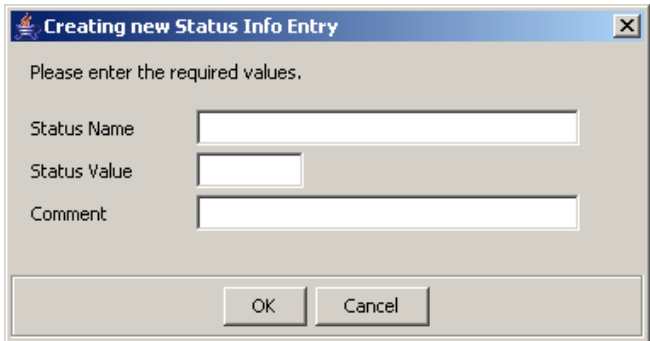 Creating new Status Info Entry
Please enter the required values.
Status Name
Status Value
Comment
OK Cancel